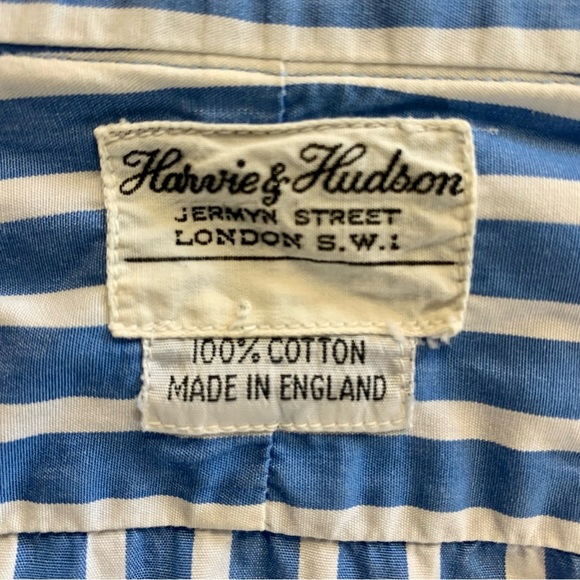 Harvie & Hudson
JERMYN STREET
LONDON S.W.1
100% COTTON
MADE IN ENGLAND